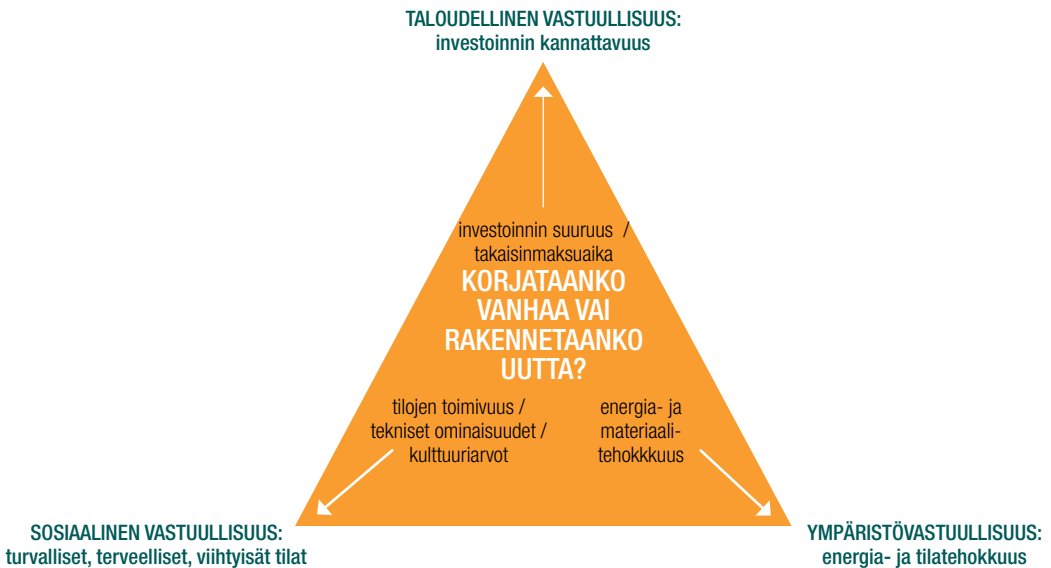 TALOUDELLINEN VASTUULLISUUS:
investoinnin kannattavuus
investoinnin suuruus /
takaisinmaksuaika
KORJATAANKO
VANHAA VAI
RAKENNETAANKO
UUTTA?
tilojen toimivuus /
tekniset ominaisuudet /
kulttuuriarvot
energia- ja
materiaali-
tehokkkuus
SOSIAALINEN VASTUULLISUUS:
turvalliset, terveelliset, viihtyisät tilat
YMPÄRISTÖVASTUULLISUUS:
energia- ja tilatehokkuus